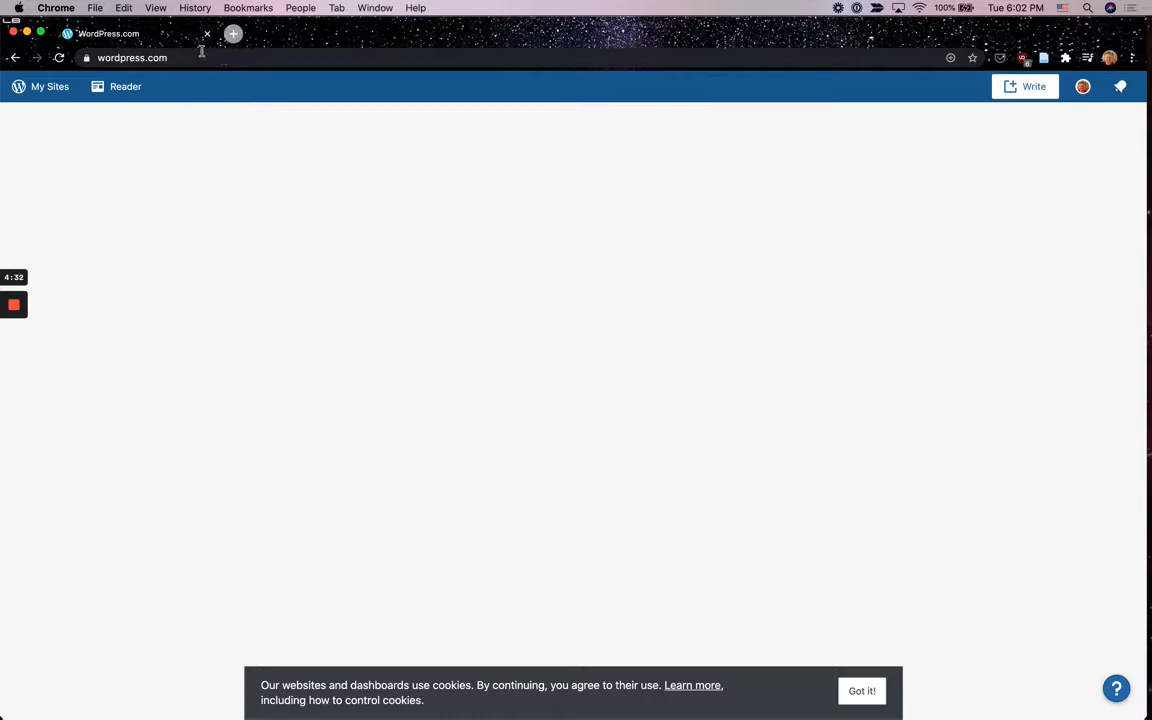 Chrome File Edit View History Bookmarks People Tab Window Help 100% Tue 6:02 PM
WordPress.com
wordpress.com
My Sites Reader Write
4:32
Our websites and dashboards use cookies. By continuing, you agree to their use. Learn more,
including how to control cookies.
Got it!
?